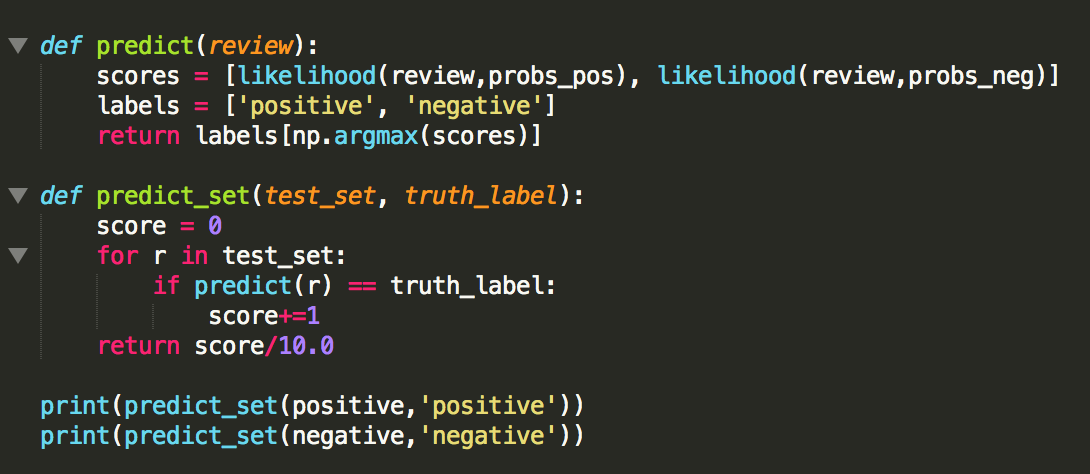 def predict(review):
    scores = [likelihood(review,probs_pos), likelihood(review,probs_neg)]
    labels = ['positive', 'negative']
    return labels[np.argmax(scores)]

def predict_set(test_set, truth_label):
    score = 0
    for r in test_set:
        if predict(r) == truth_label:
            score+=1
    return score/10.0

print(predict_set(positive,'positive'))
print(predict_set(negative,'negative'))